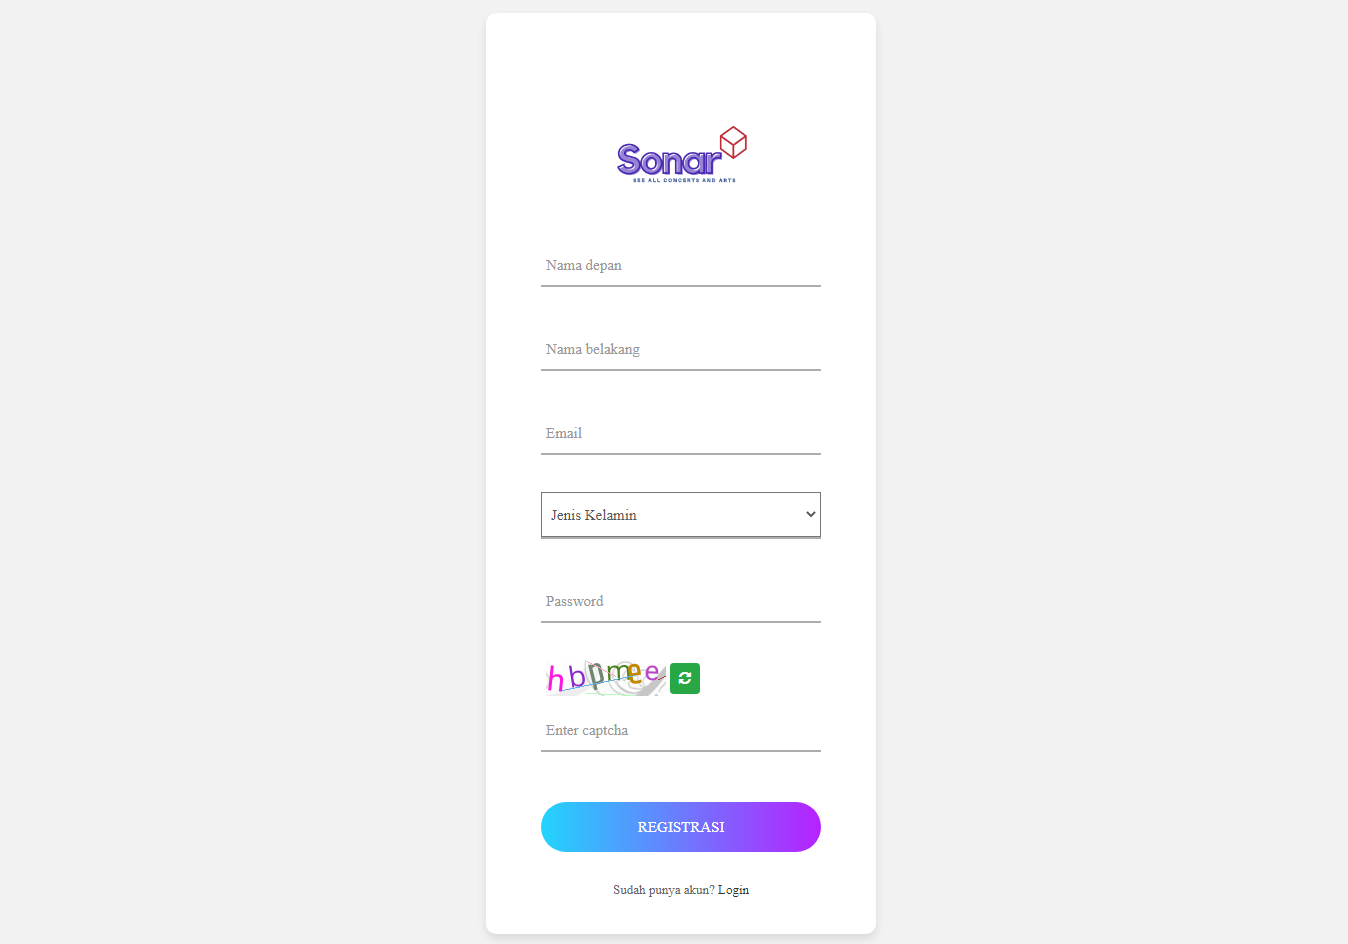 Sonar
SEE ALL CONCERTS AND ARTS
Nama depan
Nama belakang
Email
Jenis Kelamin
Password
hbpmee
Enter captcha
REGISTRASI
Sudah punya akun? Login